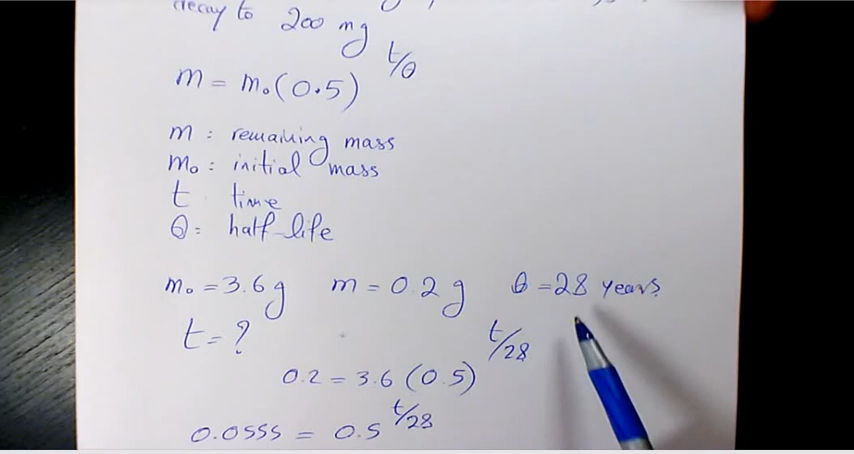 decay to 200 mg
m = m₀(0.5)^t/θ
m : remaining mass
m₀ : initial mass
t time
θ = half-life
m₀ = 3.6 g m = 0.2 g θ = 28 years
t = ?
0.2 = 3.6 (0.5)^t/28
0.0555 = 0.5^t/28